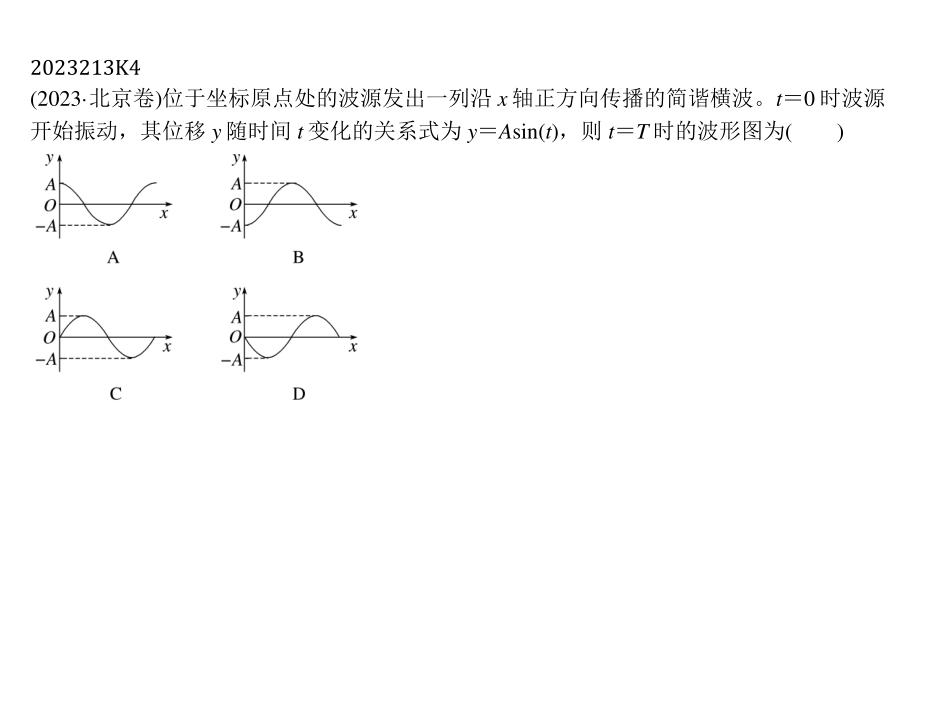 2023213K4
(2023·北京卷)位于坐标原点处的波源发出一列沿 x 轴正方向传播的简谐横波。t＝0 时波源
开始振动，其位移 y 随时间 t 变化的关系式为 y＝Asin(t)，则 t＝T 时的波形图为(　　)
y
A
O
－A
x
A
y
A
O
－A
x
B
y
A
O
－A
x
C
y
A
O
－A
x
D